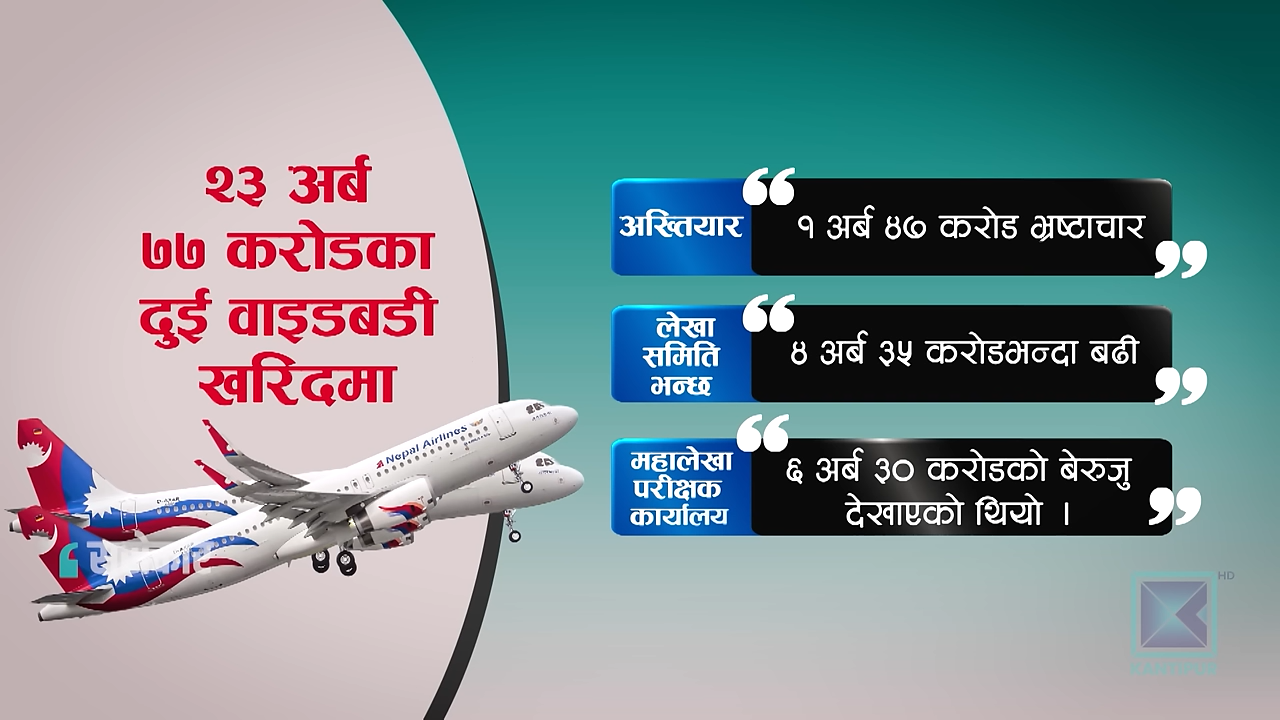 २३ अर्ब
७७ करोडका
दुई वाइडबडी
खरिदमा
अख्तियार
१ अर्ब ४७ करोड भ्रष्टाचार
लेखा
समिति
भन्छ
४ अर्ब ३५ करोडभन्दा बढी
महालेखा
परीक्षक
कार्यालय
६ अर्ब ३० करोडको बेरुजु
देखाएको थियो ।
Nepal Airlines
HD